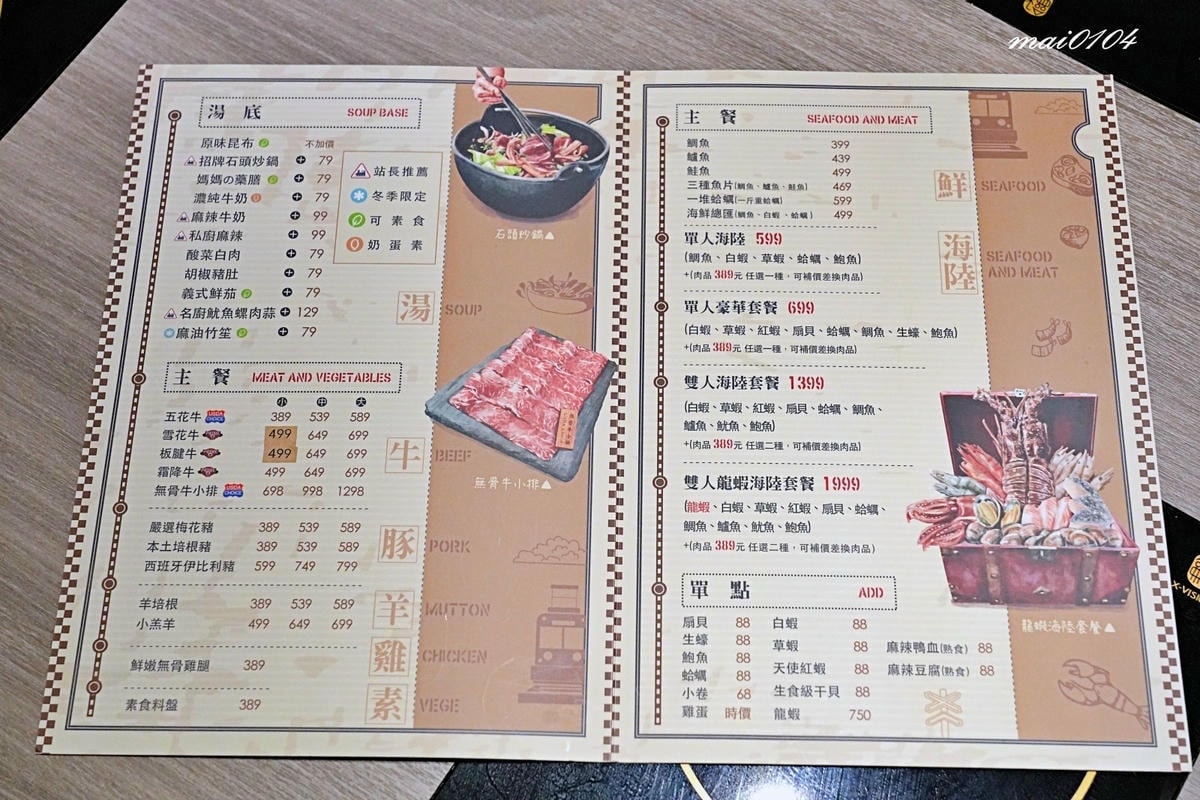 mai0104
湯 底 SOUP BASE
原味昆布 不加價
招牌石頭炒鍋 + 79
媽媽の藥膳 + 79
濃純牛奶 + 79
麻辣牛奶 + 99
私廚麻辣 + 99
酸菜白肉 + 79
胡椒豬肚 + 79
義式鮮茄 + 79
名廚魷魚螺肉蒜 + 129
麻油竹笙 + 79
站長推薦
冬季限定
可素食
奶蛋素
石頭炒鍋▲
湯 SOUP
主 餐 MEAT AND VEGETABLES
小 中 大
五花牛 USDA CHOICE 389 539 589
雪花牛 499 649 699
板腱牛 499 649 699
霜降牛 499 649 699
無骨牛小排 USDA CHOICE 698 998 1298
牛 BEEF
無骨牛小排▲
嚴選梅花豬 389 539 589
本土培根豬 389 539 589
西班牙伊比利豬 599 749 799
豚 PORK
羊培根 389 539 589
小羔羊 499 649 699
羊 MUTTON
鮮嫩無骨雞腿 389
雞 CHICKEN
素食料盤 389
素 VEGE
主 餐 SEAFOOD AND MEAT
鯛魚 399
鱸魚 439
鮭魚 499
三種魚片(鯛魚、鱸魚、鮭魚) 469
一堆蛤蠣(一斤重蛤蠣) 599
海鮮總匯(鯛魚、白蝦、蛤蠣) 499
鮮 SEAFOOD
單人海陸 599
(鯛魚、白蝦、草蝦、蛤蠣、鮑魚)
+(肉品389元 任選一種，可補價差換肉品)
海陸 SEAFOOD AND MEAT
單人豪華套餐 699
(白蝦、草蝦、紅蝦、扇貝、蛤蠣、鯛魚、生蠔、鮑魚)
+(肉品389元 任選一種，可補價差換肉品)
雙人海陸套餐 1399
(白蝦、草蝦、紅蝦、扇貝、蛤蠣、鯛魚、
鱸魚、魷魚、鮑魚)
+(肉品389元 任選二種，可補價差換肉品)
雙人龍蝦海陸套餐 1999
(龍蝦、白蝦、草蝦、紅蝦、扇貝、蛤蠣、
鯛魚、鱸魚、魷魚、鮑魚)
+(肉品389元 任選二種，可補價差換肉品)
龍蝦海陸套餐▲
單 點 ADD
扇貝 88 白蝦 88
生蠔 88 草蝦 88 麻辣鴨血(熟食) 88
鮑魚 88 天使紅蝦 88 麻辣豆腐(熟食) 88
蛤蠣 88 生食級干貝 88
小卷 68 龍蝦 750
雞蛋 時價